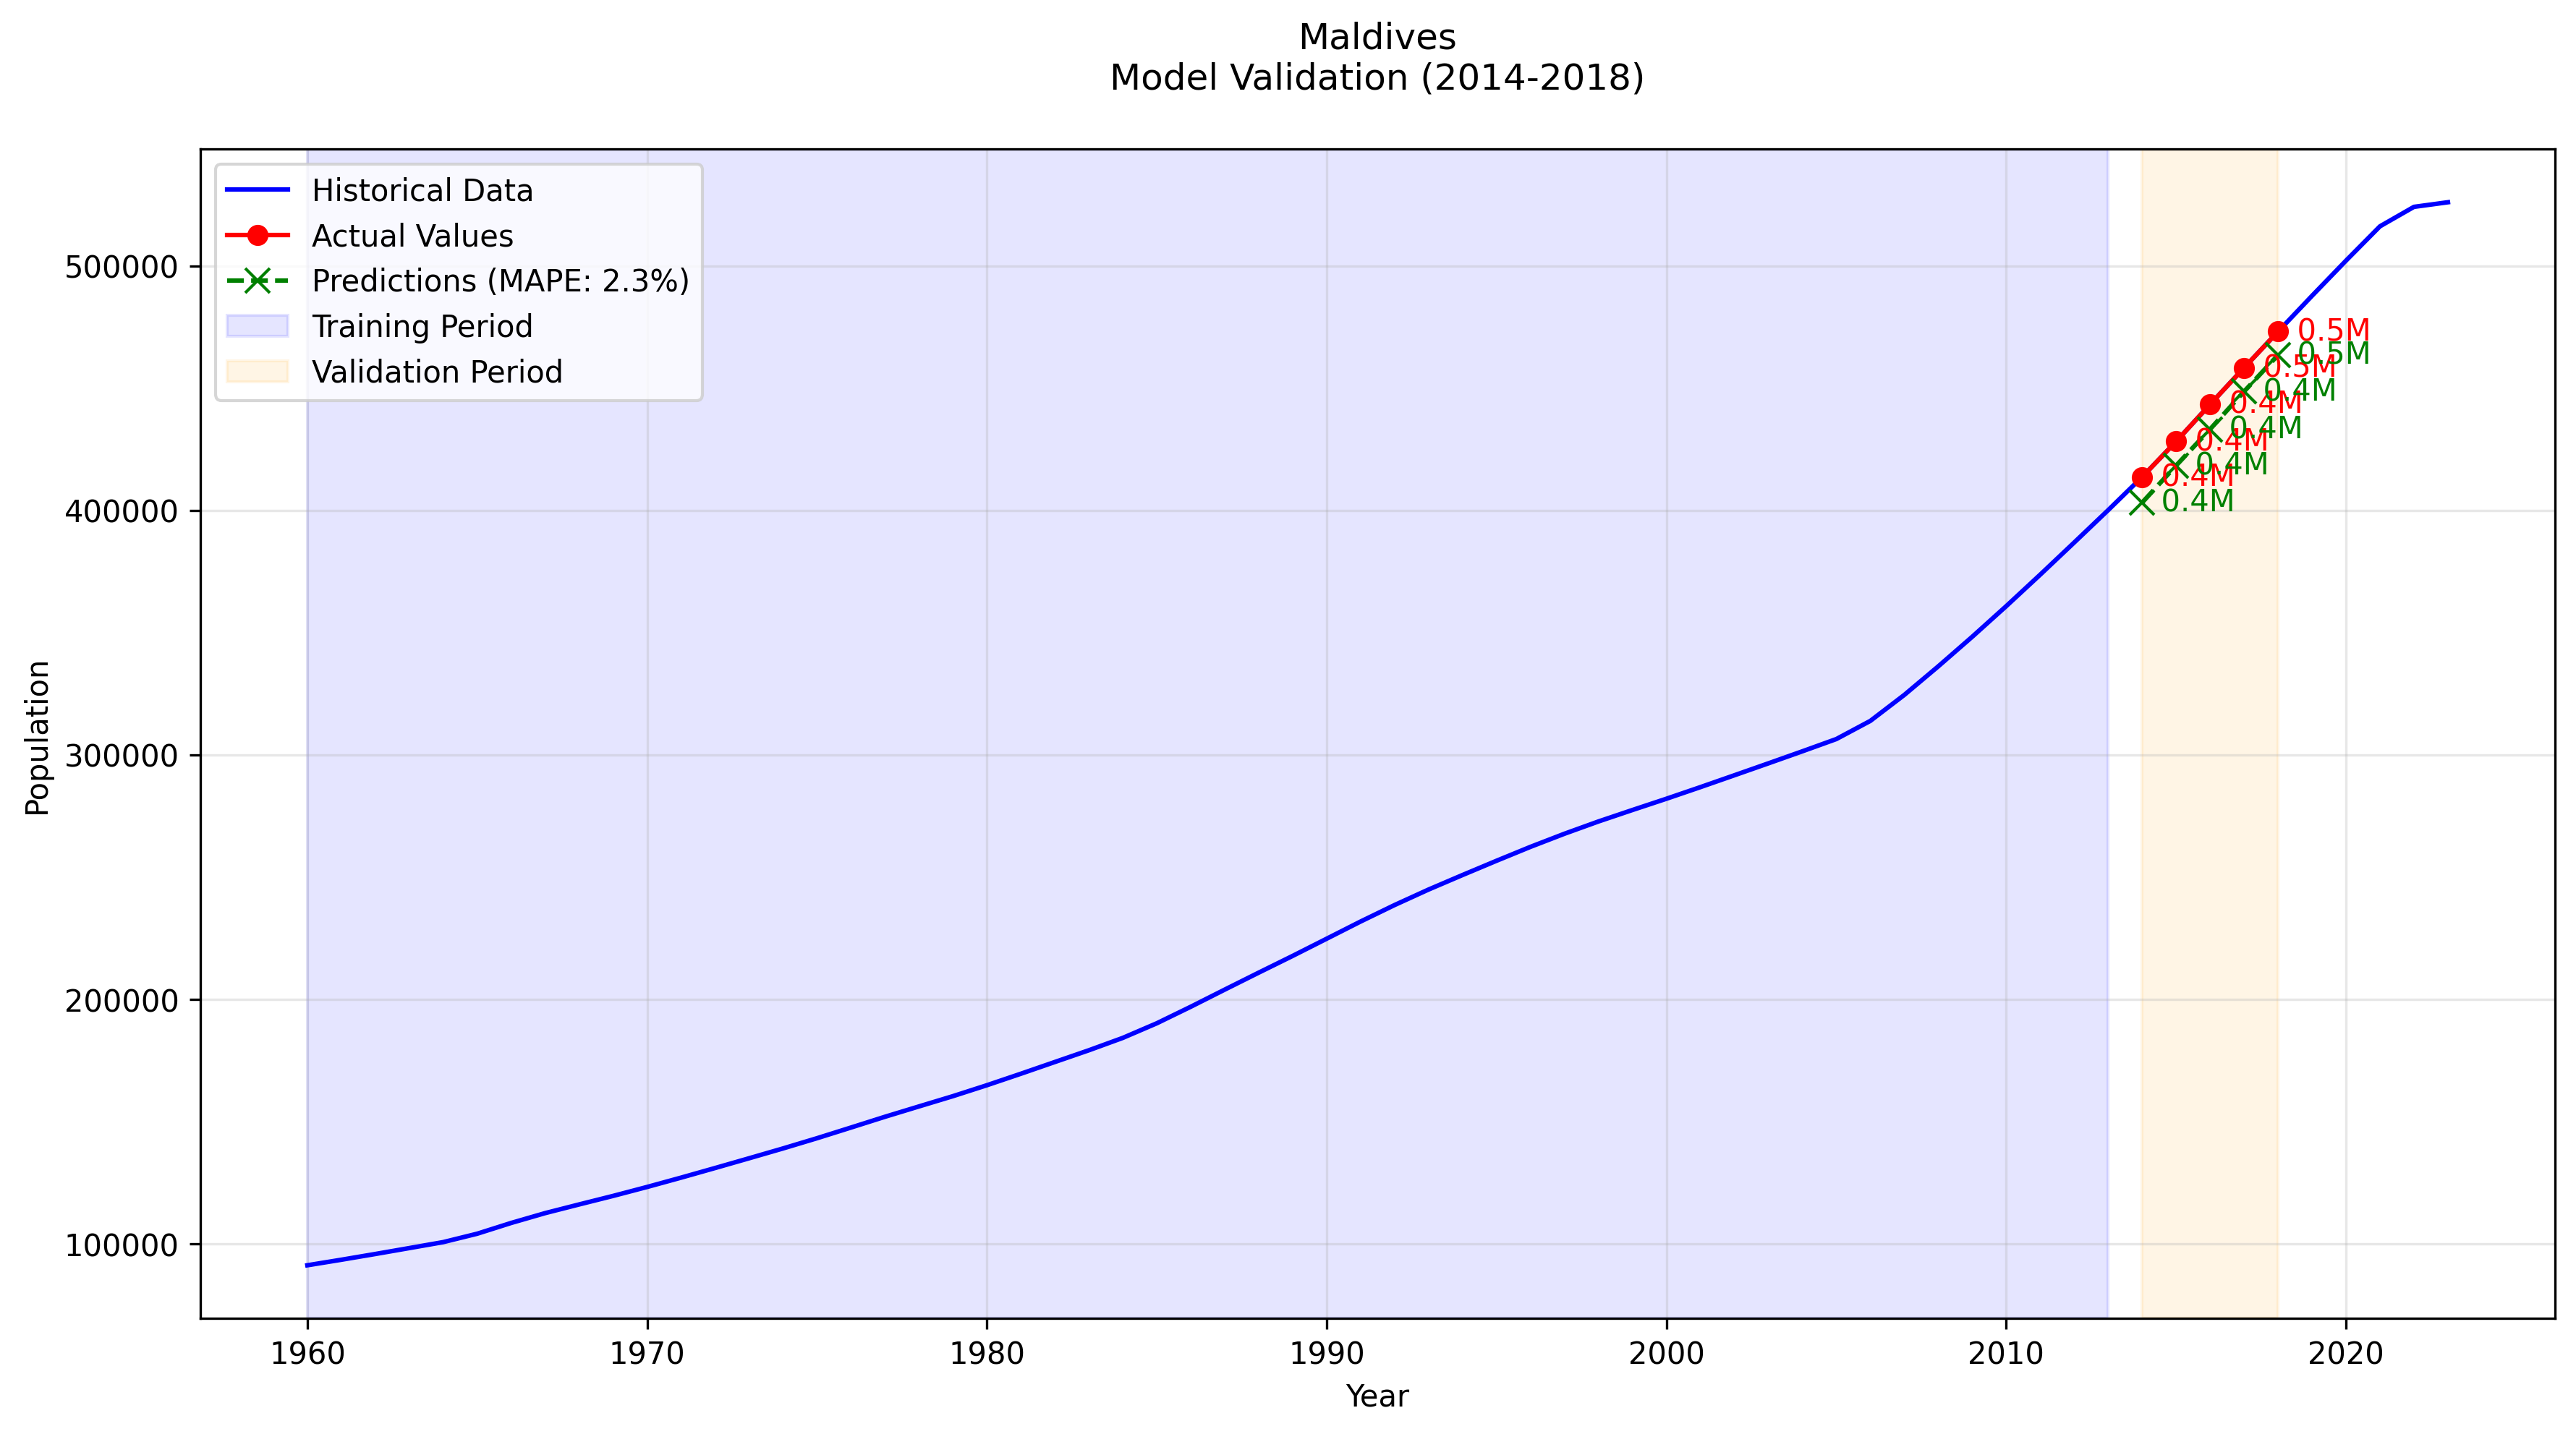 Maldives
Model Validation (2014-2018)
Historical Data
Actual Values
Predictions (MAPE: 2.3%)
Training Period
Validation Period
500000
400000
300000
200000
100000
Population
0.5M
0.5M
0.5M
0.4M
0.4M
0.4M
0.4M
0.4M
0.4M
0.4M
1960
1970
1980
1990
2000
2010
2020
Year